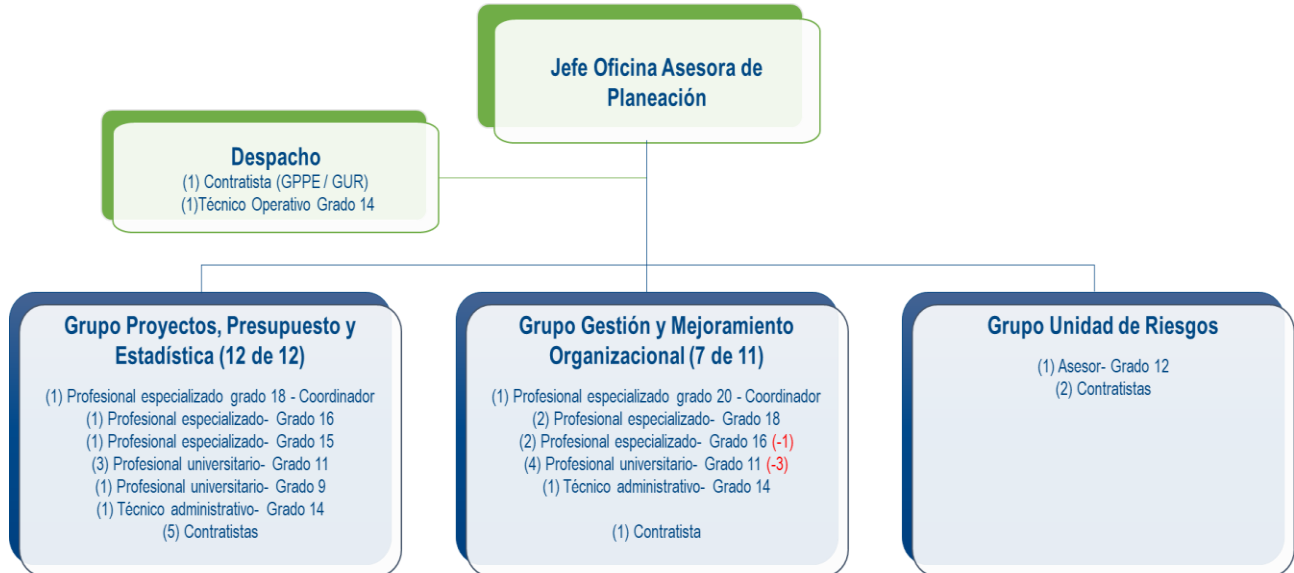 Jefe Oficina Asesora de
Planeación
Despacho
(1) Contratista (GPPE / GUR)
(1)Técnico Operativo Grado 14
Grupo Proyectos, Presupuesto y
Estadística (12 de 12)
(1) Profesional especializado grado 18 - Coordinador
(1) Profesional especializado- Grado 16
(1) Profesional especializado- Grado 15
(3) Profesional universitario- Grado 11
(1) Profesional universitario- Grado 9
(1) Técnico administrativo- Grado 14
(5) Contratistas
Grupo Gestión y Mejoramiento
Organizacional (7 de 11)
(1) Profesional especializado grado 20 - Coordinador
(2) Profesional especializado- Grado 18
(2) Profesional especializado- Grado 16 (-1)
(4) Profesional universitario- Grado 11 (-3)
(1) Técnico administrativo- Grado 14
(1) Contratista
Grupo Unidad de Riesgos
(1) Asesor- Grado 12
(2) Contratistas